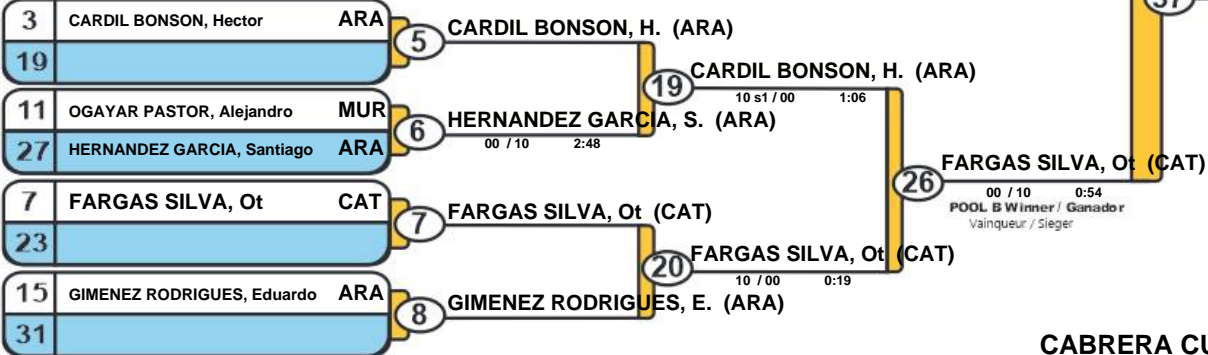 3 CARDIL BONSON, Hector ARA
19
5 CARDIL BONSON, H. (ARA)
11 OGAYAR PASTOR, Alejandro MUR
27 HERNANDEZ GARCIA, Santiago ARA
6 HERNANDEZ GARCIA, S. (ARA)
00 / 10 2:48
19 CARDIL BONSON, H. (ARA)
10 s1 / 00 1:06
7 FARGAS SILVA, Ot CAT
23
7 FARGAS SILVA, Ot (CAT)
15 GIMENEZ RODRIGUES, Eduardo ARA
31
8 GIMENEZ RODRIGUES, E. (ARA)
20 FARGAS SILVA, Ot (CAT)
10 / 00 0:19
26 FARGAS SILVA, Ot (CAT)
00 / 10 0:54
POOL B Winner / Ganador
Vainqueur / Sieger
37
CABRERA CU